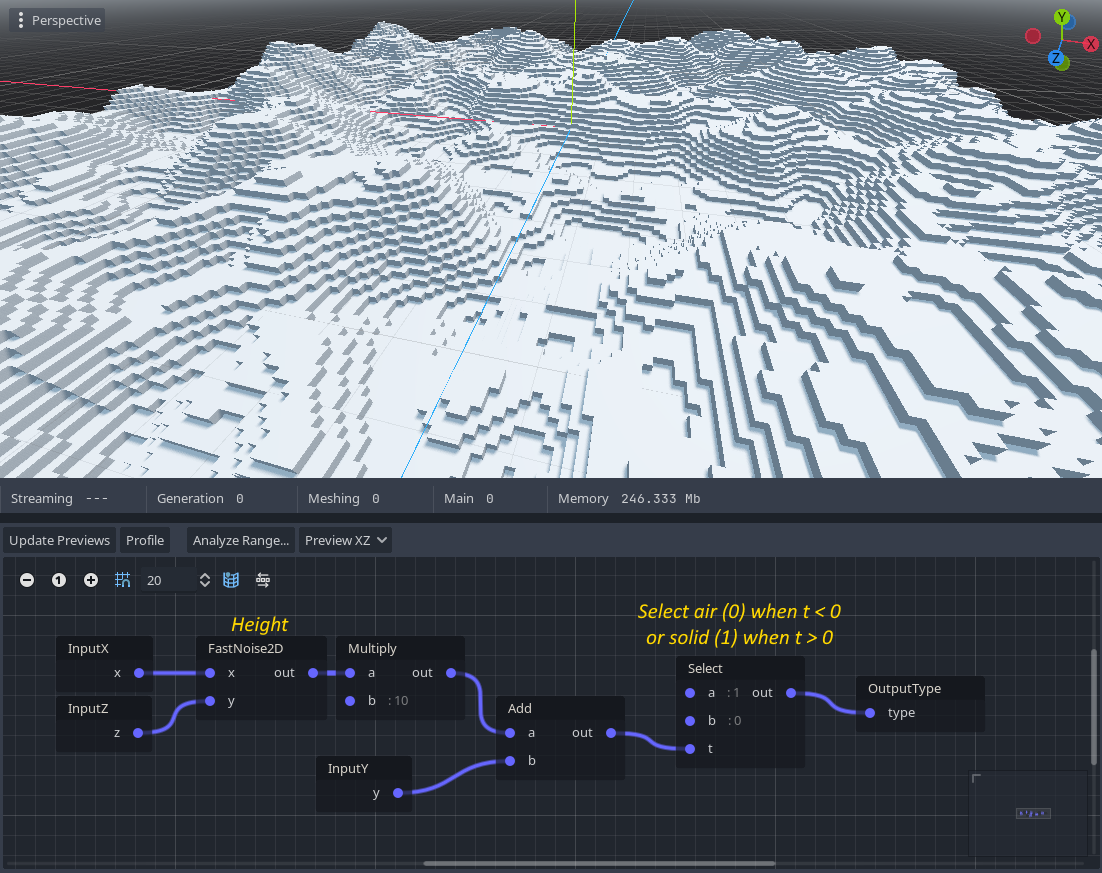 Perspective
Y
X
Z
Streaming ---
Generation 0
Meshing 0
Main 0
Memory 246.333 Mb
Update Previews
Profile
Analyze Range...
Preview XZ
1
20
Height
Select air (0) when t < 0
or solid (1) when t > 0
InputX
x
InputZ
z
FastNoise2D
x out
y
Multiply
a out
b : 10
InputY
y
Add
a out
b
Select
a : 1 out
b : 0
t
OutputType
type